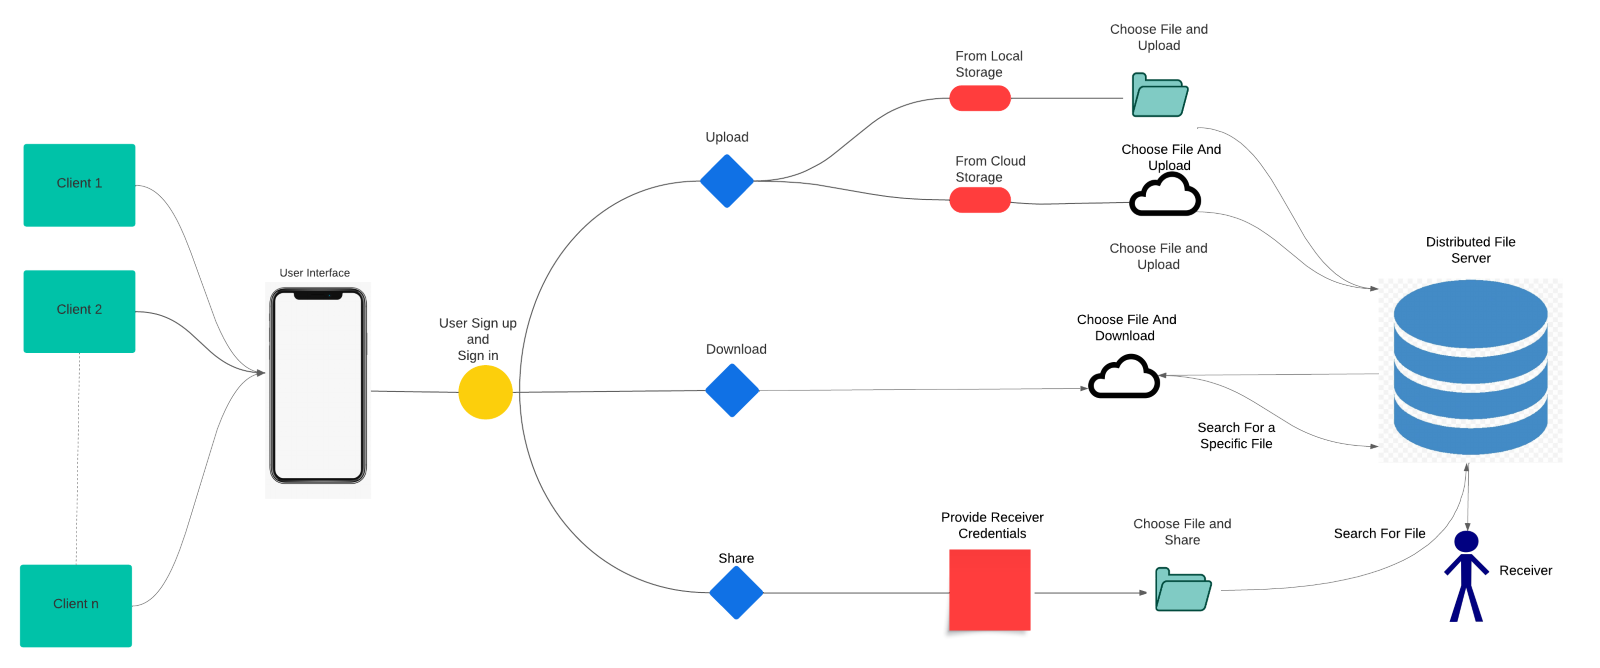 Client 1
Client 2
Client n
User Interface
User Sign up
and
Sign in
Upload
From Local
Storage
Choose File and
Upload
From Cloud
Storage
Choose File And
Upload
Choose File and
Upload
Download
Choose File And
Download
Search For a
Specific File
Distributed File
Server
Share
Provide Receiver
Credentials
Choose File and
Share
Search For File
Receiver